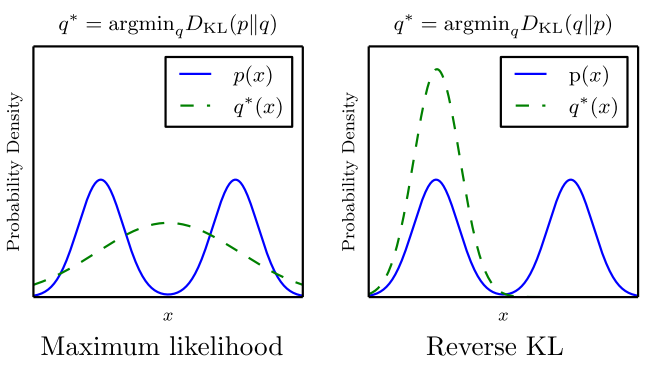 q* = argmin_q D_KL(p‖q)
p(x)
q*(x)
Probability Density
x
Maximum likelihood
q* = argmin_q D_KL(q‖p)
p(x)
q*(x)
Probability Density
x
Reverse KL